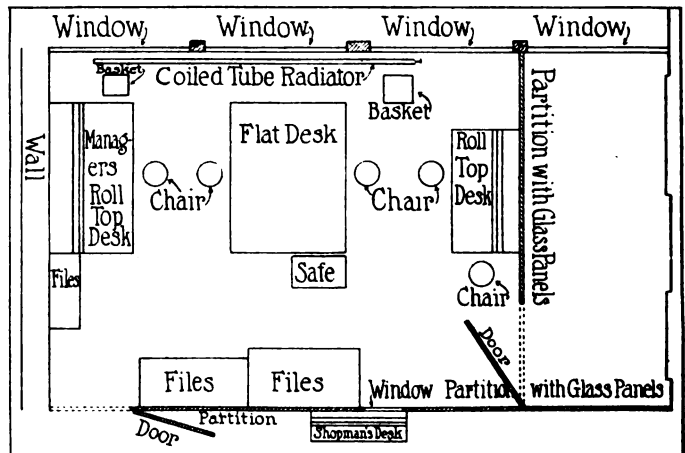 Window Window Window Window
Basket Coiled Tube Radiator
Basket
Wall
Manag-
ers
Roll
Top
Desk
Flat Desk
Roll
Top
Desk
Partition with Glass Panels
Chair
Chair
Files
Safe
Chair
Door
Files
Files
Window Partition with Glass Panels
Partition
Door
Shopman's Desk